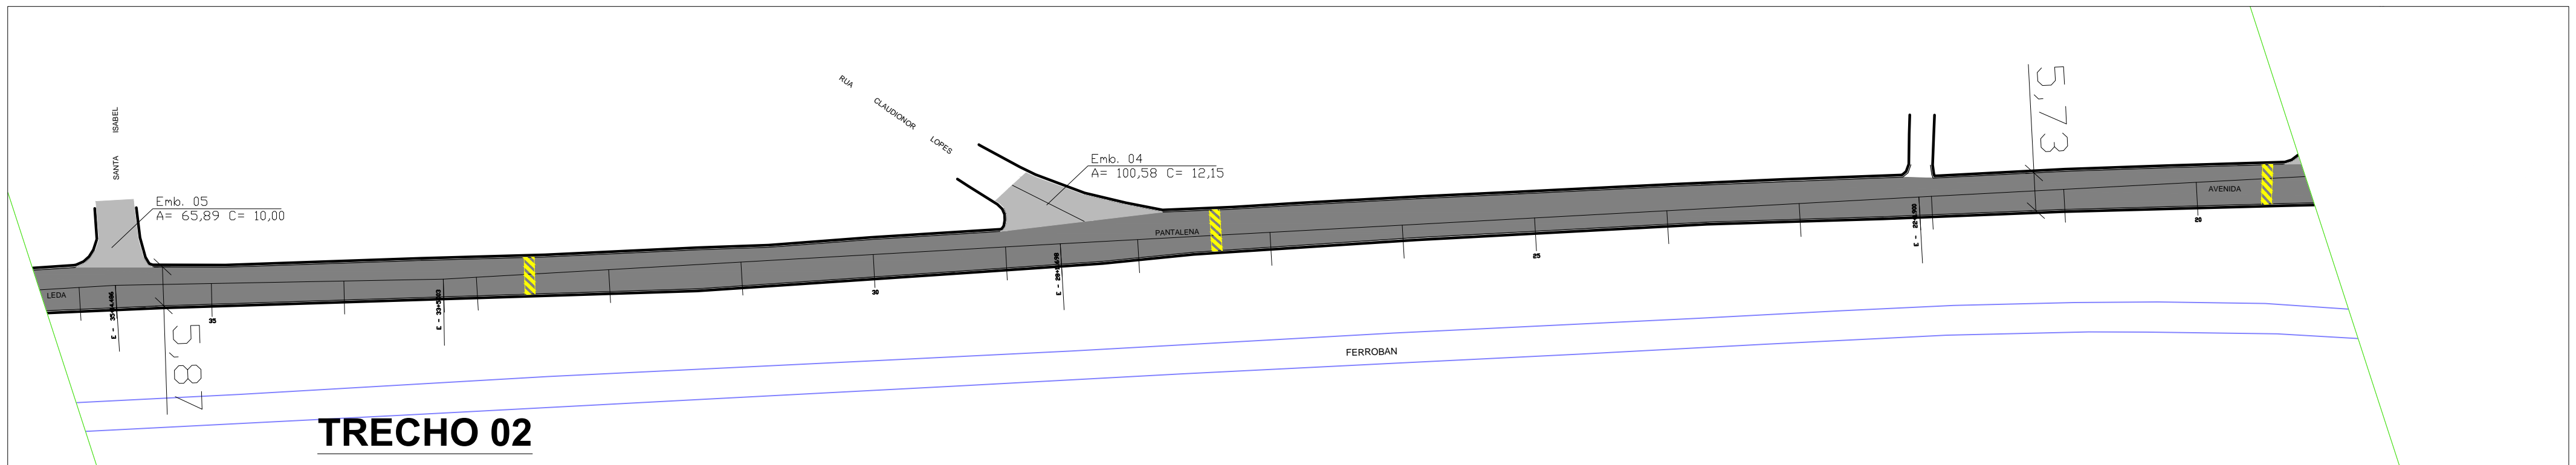 SANTA ISABEL
Emb. 05
A= 65,89 C= 10,00
RUA CLAUDIONOR LOPES
Emb. 04
A= 100,58 C= 12,15
5,73
AVENIDA
PANTALENA
LEDA
20
25
30
35
5,87
FERROBAN
TRECHO 02